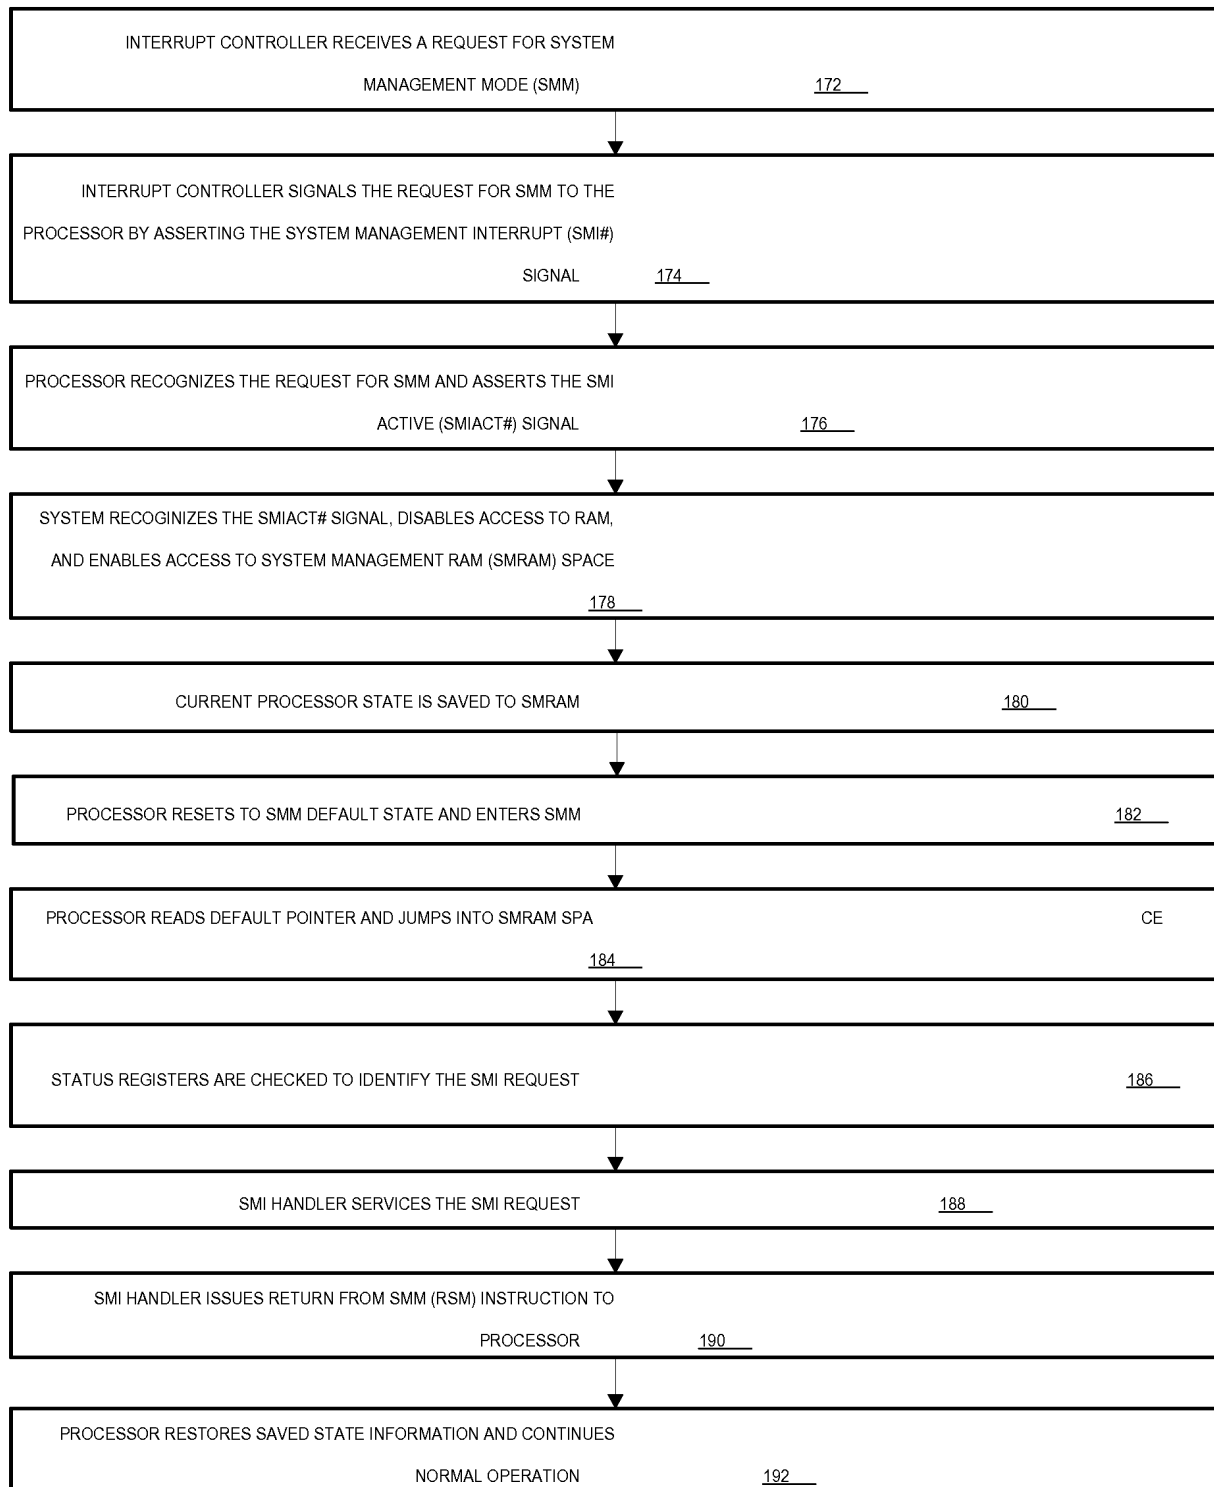 INTERRUPT CONTROLLER RECEIVES A REQUEST FOR SYSTEM
MANAGEMENT MODE (SMM) 172
INTERRUPT CONTROLLER SIGNALS THE REQUEST FOR SMM TO THE
PROCESSOR BY ASSERTING THE SYSTEM MANAGEMENT INTERRUPT (SMI#)
SIGNAL 174
PROCESSOR RECOGNIZES THE REQUEST FOR SMM AND ASSERTS THE SMI
ACTIVE (SMIACT#) SIGNAL 176
SYSTEM RECOGINIZES THE SMIACT# SIGNAL, DISABLES ACCESS TO RAM,
AND ENABLES ACCESS TO SYSTEM MANAGEMENT RAM (SMRAM) SPACE
178
CURRENT PROCESSOR STATE IS SAVED TO SMRAM 180
PROCESSOR RESETS TO SMM DEFAULT STATE AND ENTERS SMM 182
PROCESSOR READS DEFAULT POINTER AND JUMPS INTO SMRAM SPA CE
184
STATUS REGISTERS ARE CHECKED TO IDENTIFY THE SMI REQUEST 186
SMI HANDLER SERVICES THE SMI REQUEST 188
SMI HANDLER ISSUES RETURN FROM SMM (RSM) INSTRUCTION TO
PROCESSOR 190
PROCESSOR RESTORES SAVED STATE INFORMATION AND CONTINUES
NORMAL OPERATION 192